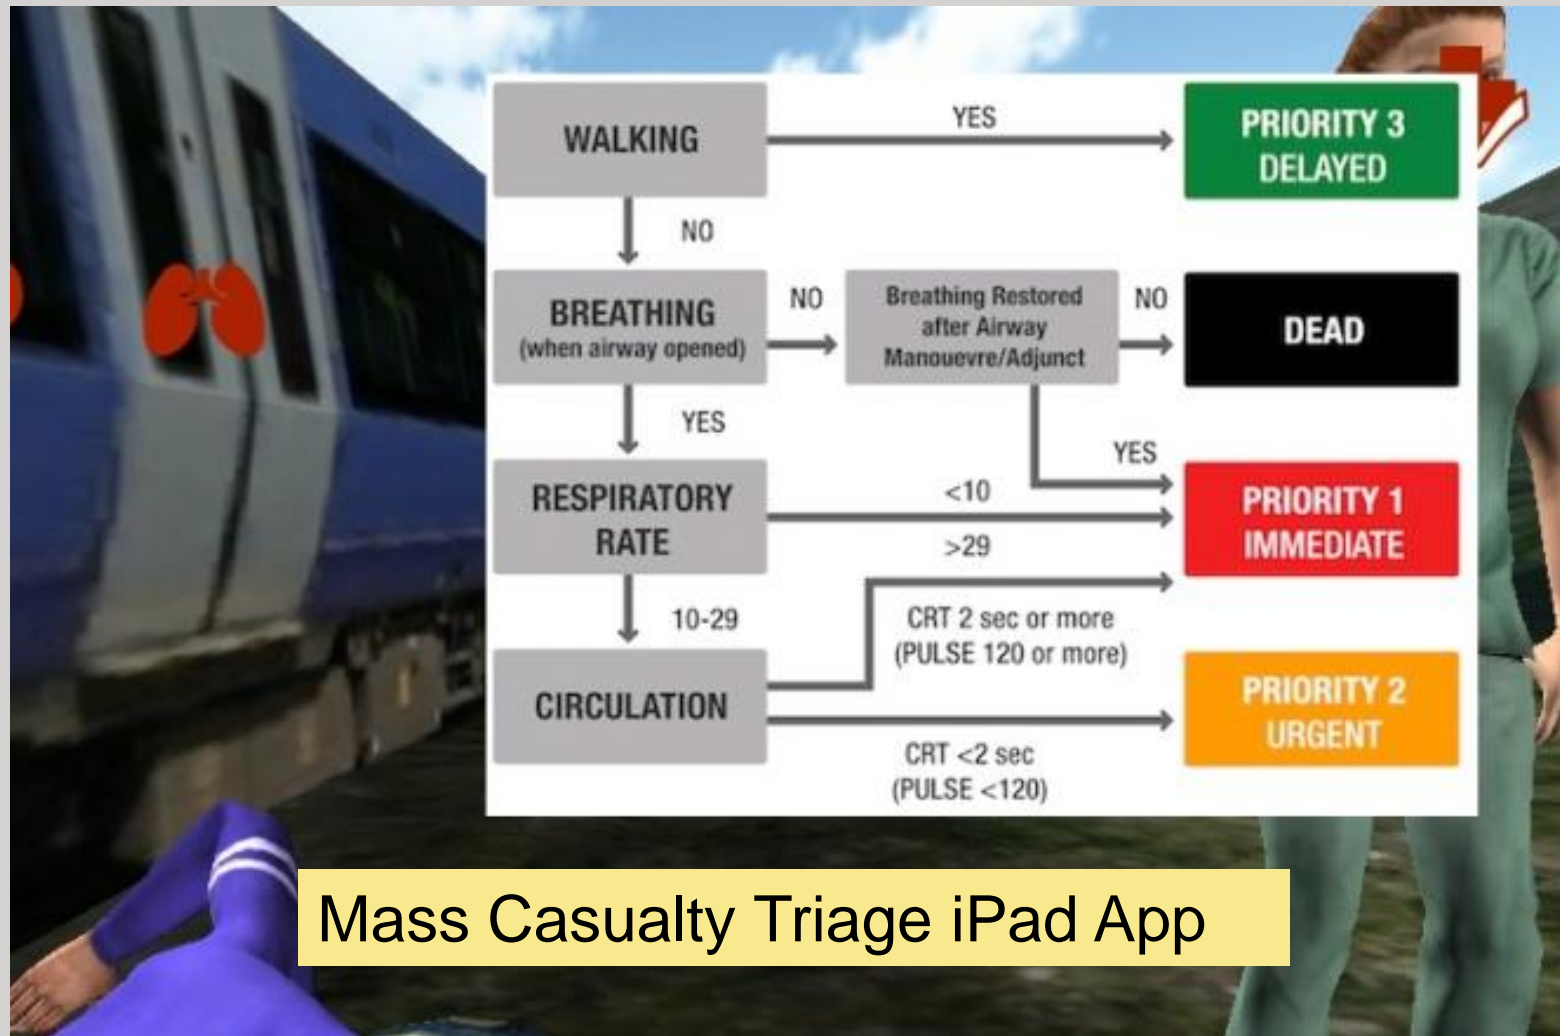 WALKING
YES
PRIORITY 3
DELAYED
NO
BREATHING
(when airway opened)
NO
Breathing Restored
after Airway
Manouevre/Adjunct
NO
DEAD
YES
YES
RESPIRATORY
RATE
<10
>29
PRIORITY 1
IMMEDIATE
10-29
CRT 2 sec or more
(PULSE 120 or more)
CIRCULATION
PRIORITY 2
URGENT
CRT <2 sec
(PULSE <120)
Mass Casualty Triage iPad App